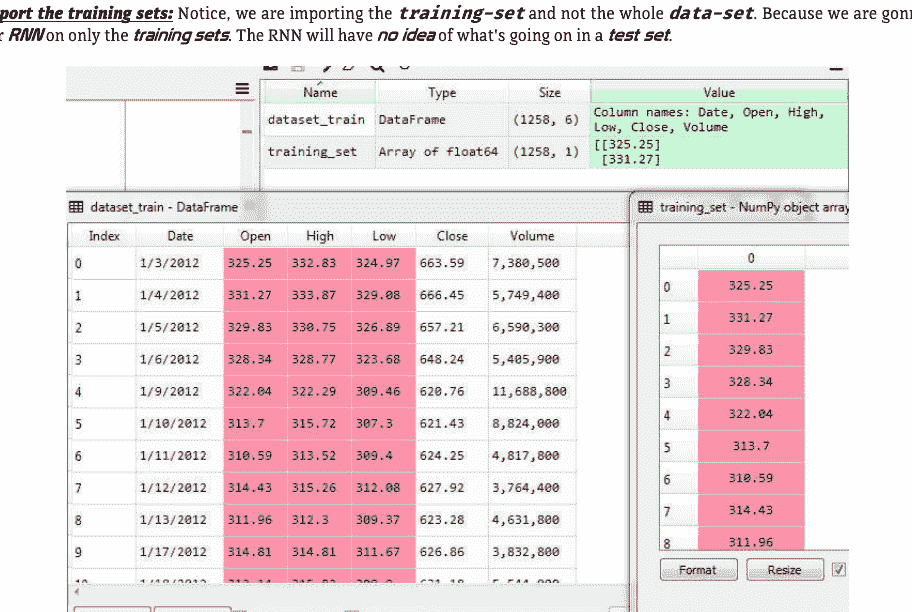 port the training sets: Notice, we are importing the training-set and not the whole data-set. Because we are gon
r RNN on only the training sets. The RNN will have no idea of what's going on in a test set.
Name Type Size Value
dataset_train DataFrame (1258, 6) Column names: Date, Open, High,
Low, Close, Volume
training_set Array of float64 (1258, 1) [[325.25]
[331.27]
dataset_train - DataFrame
Index Date Open High Low Close Volume
0 1/3/2012 325.25 332.83 324.97 663.59 7,380,500
1 1/4/2012 331.27 333.87 329.08 666.45 5,749,400
2 1/5/2012 329.83 330.75 326.89 657.21 6,590,300
3 1/6/2012 328.34 328.77 323.68 648.24 5,405,900
4 1/9/2012 322.04 322.29 309.46 620.76 11,688,800
5 1/10/2012 313.7 315.72 307.3 621.43 8,824,000
6 1/11/2012 310.59 313.52 309.4 624.25 4,817,800
7 1/12/2012 314.43 315.26 312.08 627.92 3,764,400
8 1/13/2012 311.96 312.3 309.37 623.28 4,631,800
9 1/17/2012 314.81 314.81 311.67 626.86 3,832,800
training_set - NumPy object array
0
0 325.25
1 331.27
2 329.83
3 328.34
4 322.04
5 313.7
6 310.59
7 314.43
8 311.96
Format Resize